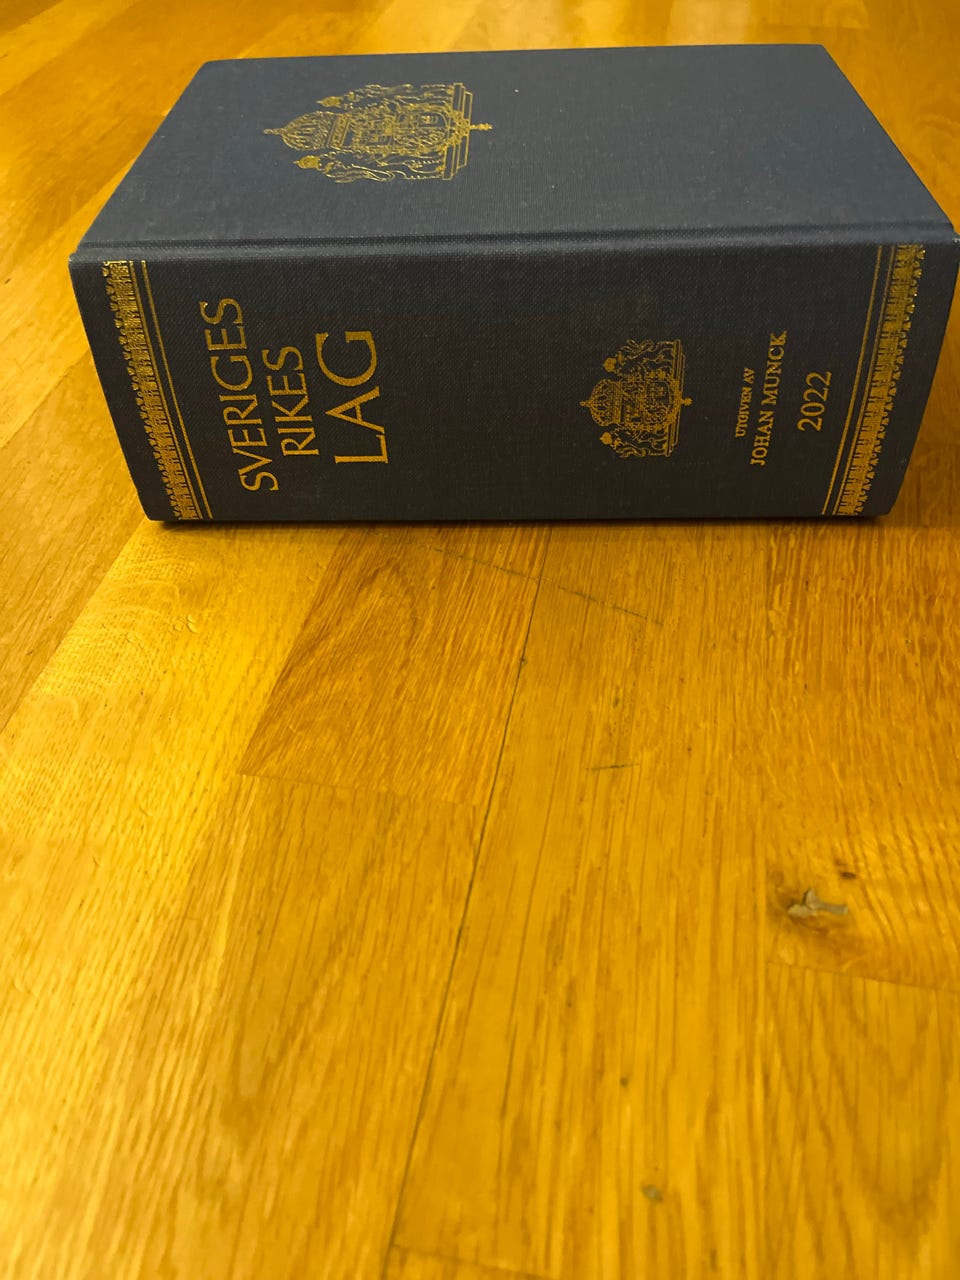 SVERIGES
RIKES
LAG
UTGIVEN AV
JOHAN MUNCK
2022